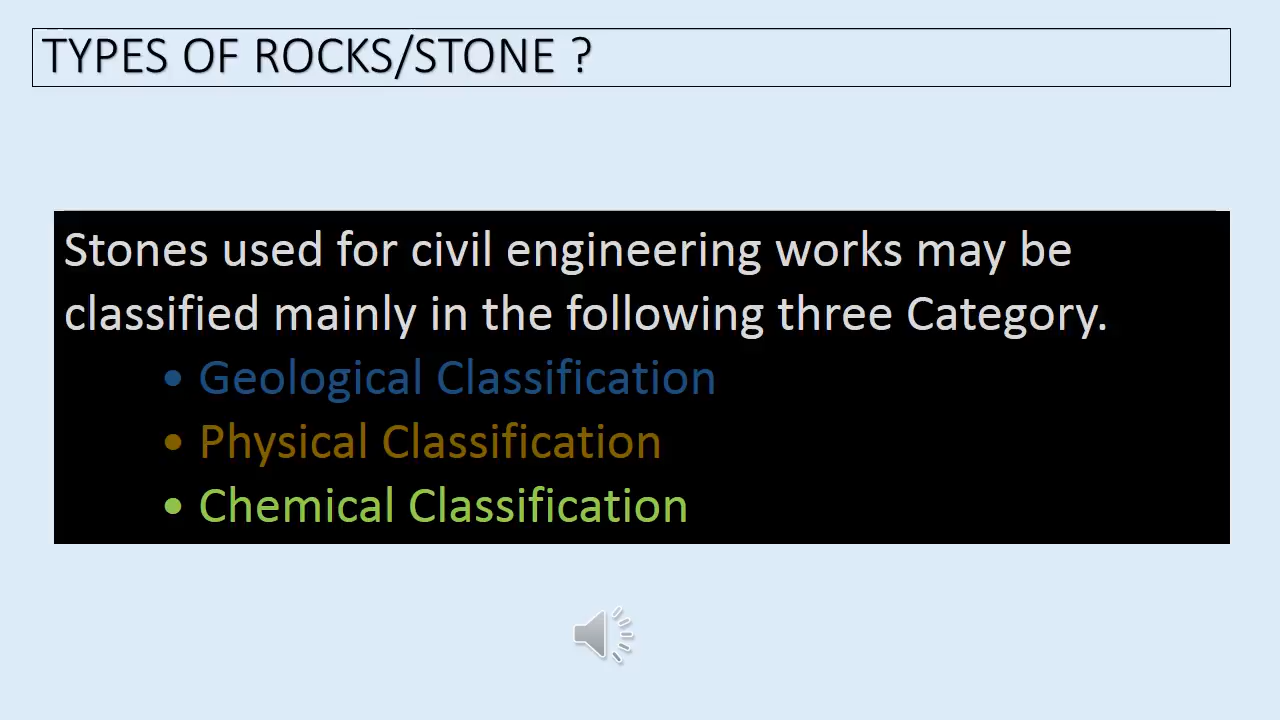 TYPES OF ROCKS/STONE ?
Stones used for civil engineering works may be
classified mainly in the following three Category.
• Geological Classification
• Physical Classification
• Chemical Classification